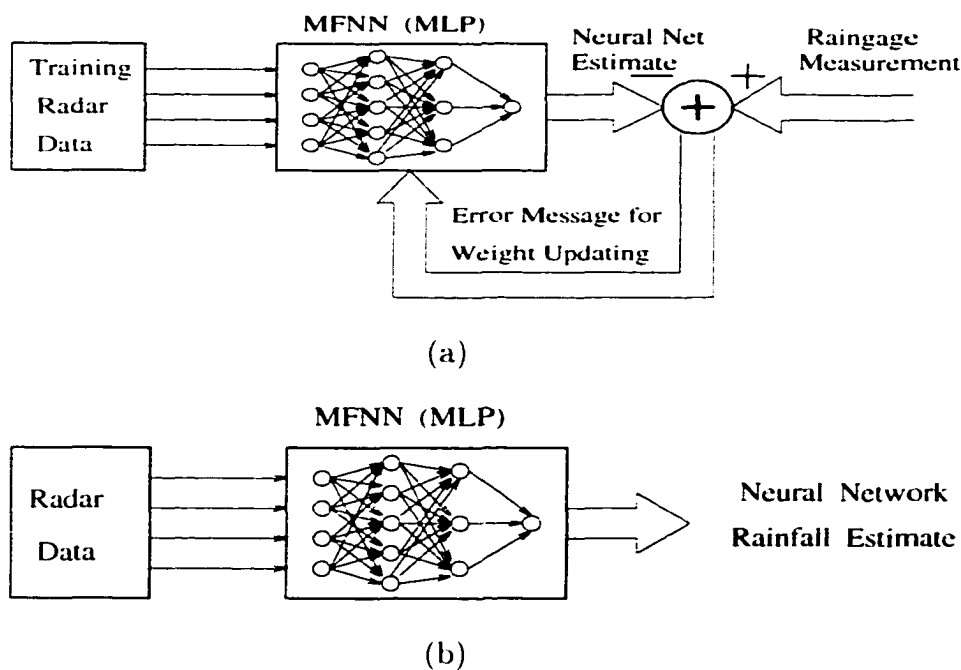 MFNN (MLP)
Training
Radar
Data
Neural Net
Estimate
−
+
+
Raingage
Measurement
Error Message for
Weight Updating
(a)
MFNN (MLP)
Radar
Data
Neural Network
Rainfall Estimate
(b)